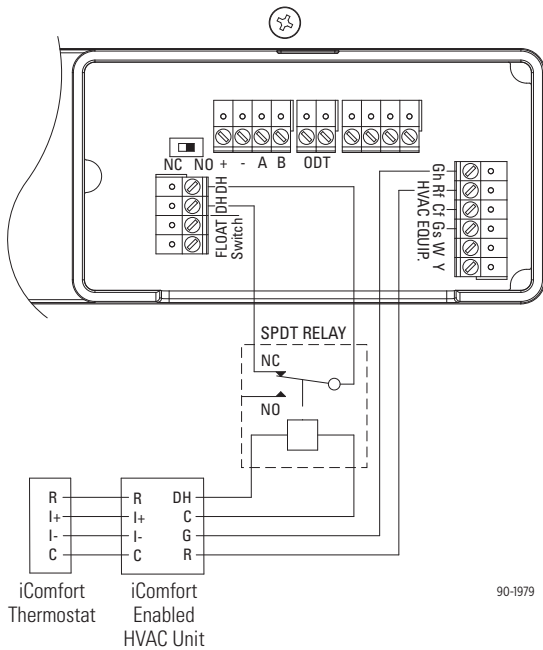 NC NO + - A B ODT
DH
DH
FLOAT
Switch
Gh
Rf
Cf
Gs
W
Y
HVAC EQUIP.
SPDT RELAY
NC
NO
R
I+
I-
C
R
I+
I-
C
DH
C
G
R
iComfort
Thermostat
iComfort
Enabled
HVAC Unit
90-1979